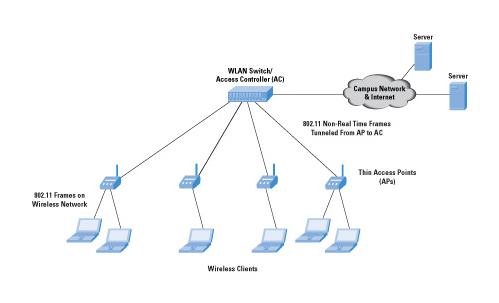 Server
WLAN Switch/
Access Controller (AC)
Server
Campus Network
& Internet
802.11 Non-Real Time Frames
Tunneled From AP to AC
Thin Access Points
(APs)
802.11 Frames on
Wireless Network
Wireless Clients